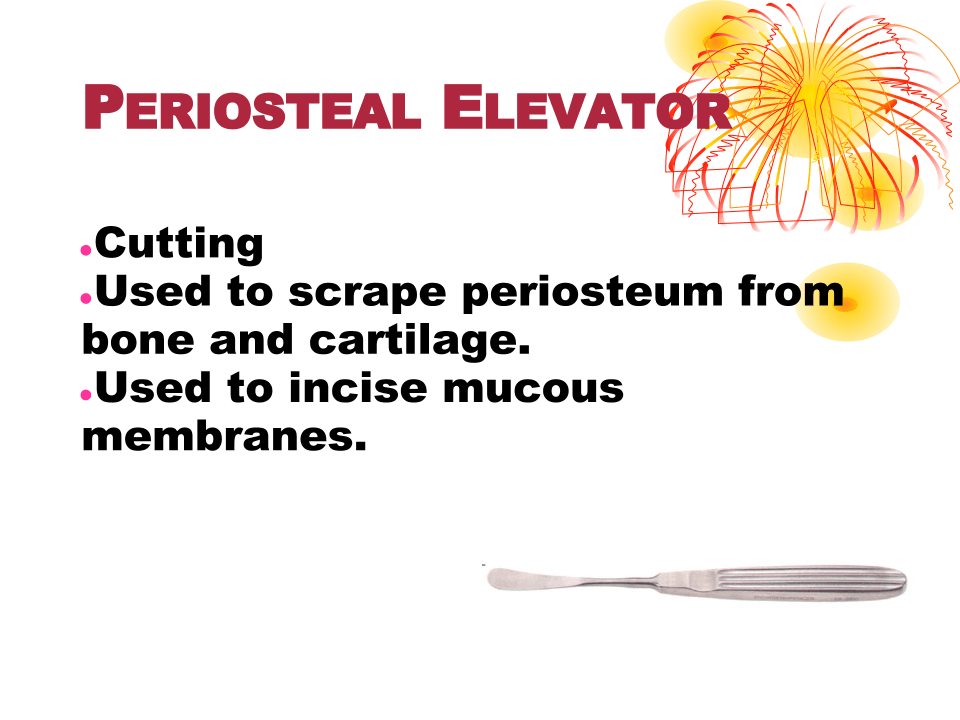 PERIOSTEAL ELEVATOR
•Cutting
•Used to scrape periosteum from
bone and cartilage.
•Used to incise mucous
membranes.